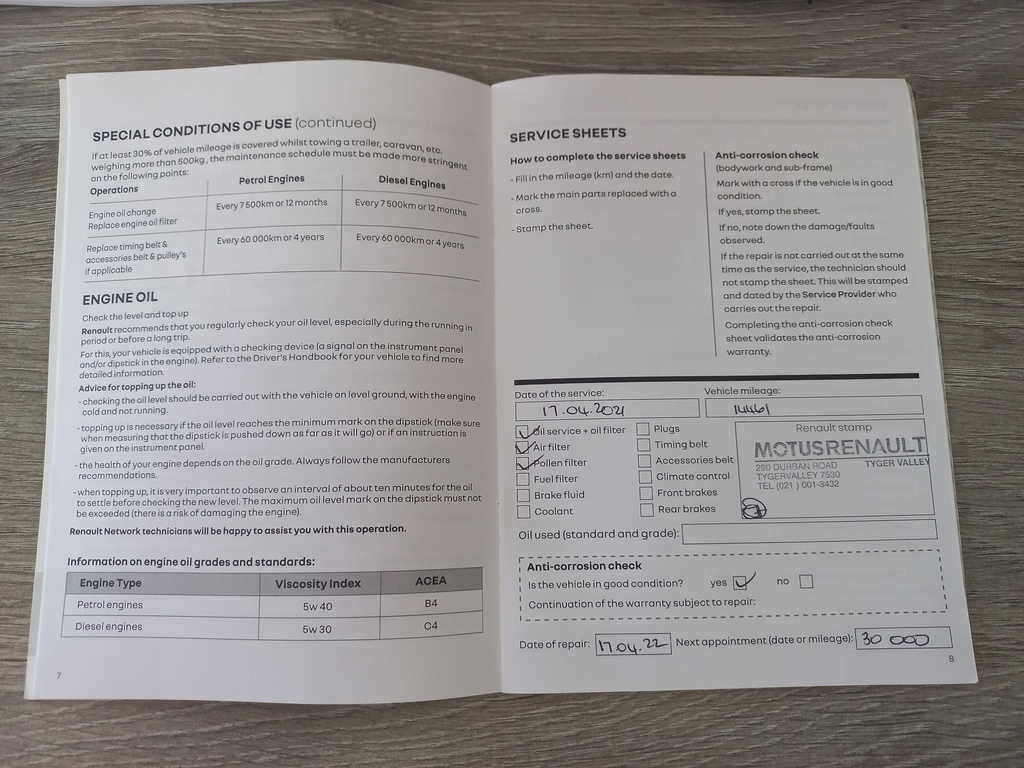 SPECIAL CONDITIONS OF USE (continued)
If at least 30% of vehicle mileage is covered whilst towing a trailer, caravan, etc.
weighing more than 500kg, the maintenance schedule must be made more stringent
on the following points:
Operations
Petrol Engines
Diesel Engines
Engine oil change
Replace engine oil filter
Every 7 500km or 12 months
Every 7 500km or 12 months
Replace timing belt &
accessories belt & pulley's
if applicable
Every 60 000km or 4 years
Every 60 000km or 4 years
ENGINE OIL
Check the level and top up
Renault recommends that you regularly check your oil level, especially during the running in
period or before a long trip.
For this, your vehicle is equipped with a checking device (a signal on the instrument panel
and/or dipstick in the engine). Refer to the Driver's Handbook for your vehicle to find more
detailed information.
Advice for topping up the oil:
- checking the oil level should be carried out with the vehicle on level ground, with the engine
cold and not running.
- topping up is necessary if the oil level reaches the minimum mark on the dipstick (make sure
when measuring that the dipstick is pushed down as far as it will go) or if an instruction is
given on the instrument panel.
- the health of your engine depends on the oil grade. Always follow the manufacturers
recommendations.
- when topping up, it is very important to observe an interval of about ten minutes for the oil
to settle before checking the new level. The maximum oil level mark on the dipstick must not
be exceeded (there is a risk of damaging the engine).
Renault Network technicians will be happy to assist you with this operation.
Information on engine oil grades and standards:
Engine Type
Viscosity Index
ACEA
Petrol engines
5w 40
B4
Diesel engines
5w 30
C4
7
SERVICE SHEETS
How to complete the service sheets
- Fill in the mileage (km) and the date.
- Mark the main parts replaced with a
cross.
- Stamp the sheet.
Anti-corrosion check
(bodywork and sub-frame)
Mark with a cross if the vehicle is in good
condition.
If yes, stamp the sheet.
If no, note down the damage/faults
observed.
If the repair is not carried out at the same
time as the service, the technician should
not stamp the sheet. This will be stamped
and dated by the Service Provider who
carries out the repair.
Completing the anti-corrosion check
sheet validates the anti-corrosion
warranty.
Date of the service:
Vehicle mileage:
17.04.2021
14461
Oil service + oil filter
Air filter
Pollen filter
Fuel filter
Brake fluid
Coolant
Plugs
Timing belt
Accessories belt
Climate control
Front brakes
Rear brakes
Renault stamp
MOTUS RENAULT
290 DURBAN ROAD TYGER VALLEY
TYGERVALLEY 7530
TEL (021 ) 001-3432
Oil used (standard and grade):
Anti-corrosion check
Is the vehicle in good condition? yes no
Continuation of the warranty subject to repair:
Date of repair: 17.04.22 Next appointment (date or mileage): 30 000
8